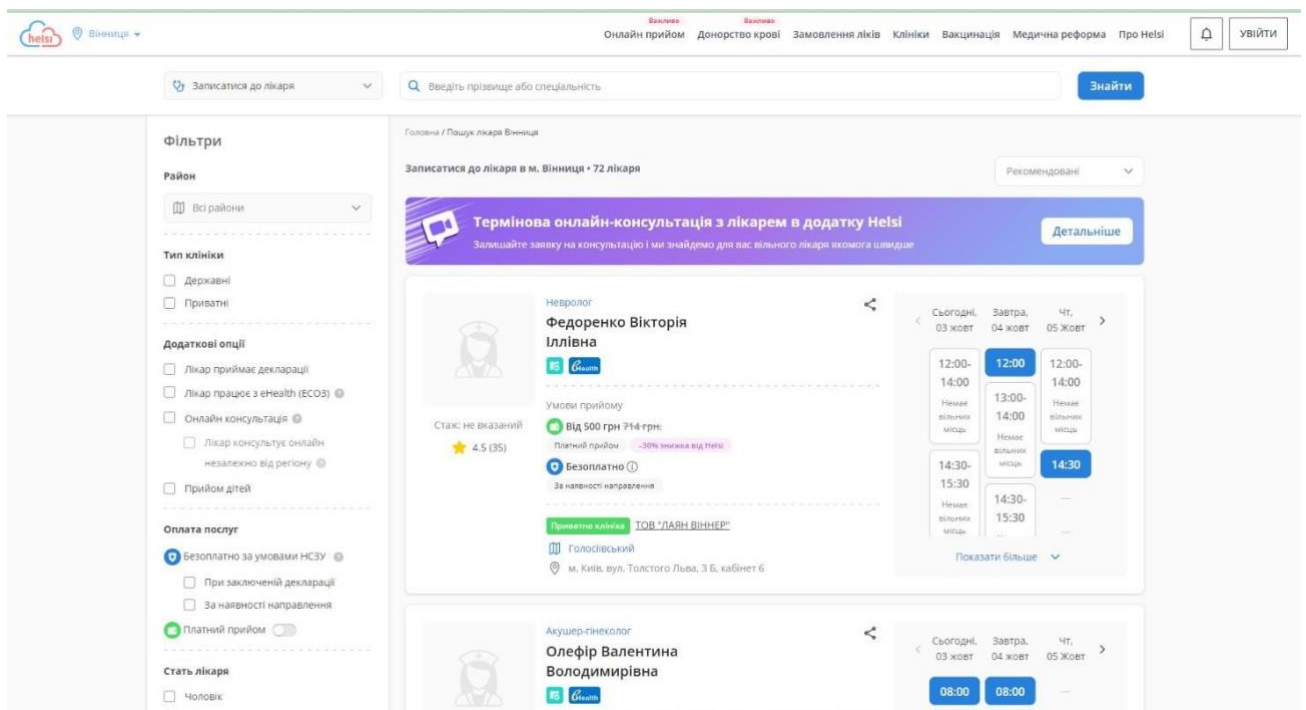 helsi
Вінниця
Важливо
Важливо
Онлайн прийом Донорство крові Замовлення ліків Клініки Вакцинація Медична реформа Про Helsi
УВІЙТИ
Записатися до лікаря
Введіть прізвище або спеціальність
Знайти
Фільтри
Район
Всі райони
Тип клініки
Державні
Приватні
Додаткові опції
Лікар приймає декларації
Лікар працює з eHealth (ЕСОЗ)
Онлайн консультація
Лікар консультує онлайн
незалежно від регіону
Прийом дітей
Оплата послуг
Безоплатно за умовами НСЗУ
При заключеній декларації
За наявності направлення
Платний прийом
Стать лікаря
Чоловік
Головна / Пошук лікаря Вінниця
Записатися до лікаря в м. Вінниця • 72 лікаря
Рекомендовані
Термінова онлайн-консультація з лікарем в додатку Helsi
Залишайте заявку на консультацію і ми знайдемо для вас вільного лікаря якомога швидше
Детальніше
Невролог
Федоренко Вікторія
Іллівна
Стаж: не вказаний
4.5 (35)
Умови прийому
Від 500 грн 714 грн.
Платний прийом -30% знижка від Helsi
Безоплатно
За наявності направлення
Приватна клініка ТОВ "ЛАЯН ВІННЕР"
Голосіївський
м. Київ, вул. Толстого Льва, 3 Б, кабінет 6
Сьогодні, Завтра, Чт,
03 жовт 04 жовт 05 Жовт
12:00-
14:00
Немає
вільних
місць
14:30-
15:30
Немає
вільних
місць
12:00
13:00-
14:00
Немає
вільних
місць
14:30-
15:30
12:00-
14:00
Немає
вільних
місць
14:30
Показати більше
Акушер-гінеколог
Олефір Валентина
Володимирівна
Сьогодні, Завтра, Чт,
03 жовт 04 жовт 05 Жовт
08:00 08:00